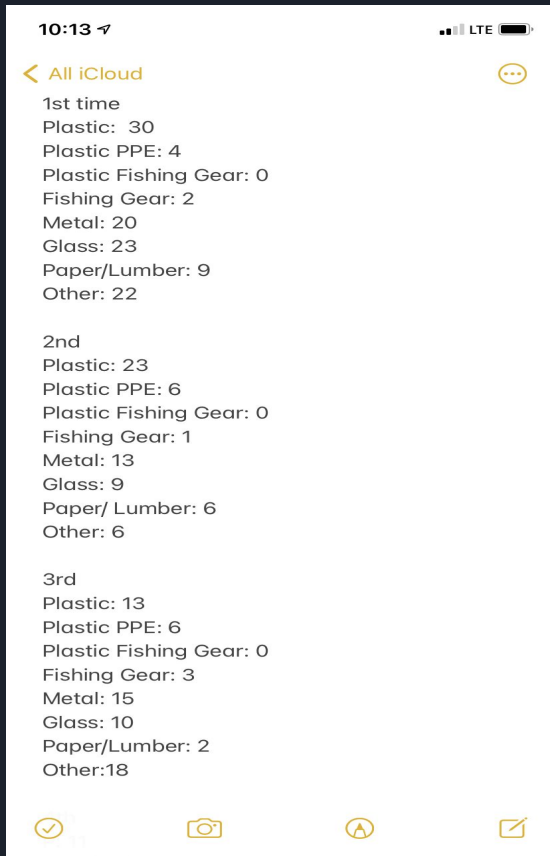 10:13
LTE
All iCloud
1st time
Plastic:  30
Plastic PPE: 4
Plastic Fishing Gear: 0
Fishing Gear: 2
Metal: 20
Glass: 23
Paper/Lumber: 9
Other: 22

2nd
Plastic: 23
Plastic PPE: 6
Plastic Fishing Gear: 0
Fishing Gear: 1
Metal: 13
Glass: 9
Paper/ Lumber: 6
Other: 6

3rd
Plastic: 13
Plastic PPE: 6
Plastic Fishing Gear: 0
Fishing Gear: 3
Metal: 15
Glass: 10
Paper/Lumber: 2
Other:18